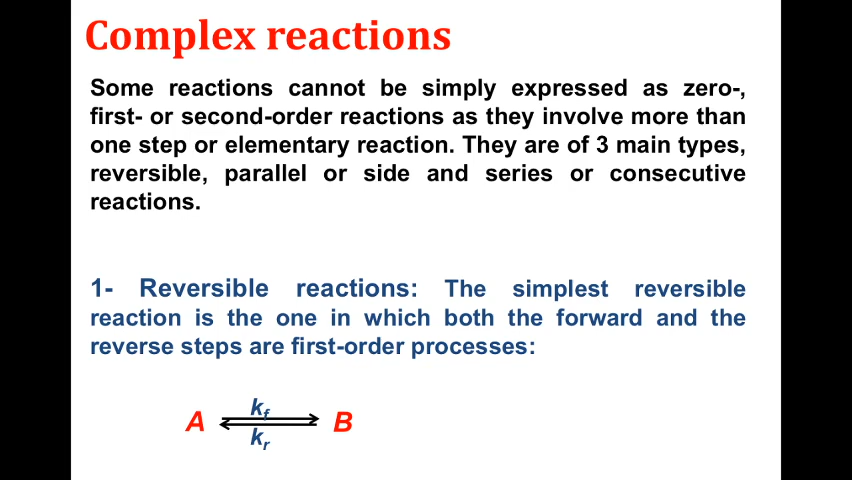 Complex reactions
Some reactions cannot be simply expressed as zero-,
first- or second-order reactions as they involve more than
one step or elementary reaction. They are of 3 main types,
reversible, parallel or side and series or consecutive
reactions.
1- Reversible reactions: The simplest reversible
reaction is the one in which both the forward and the
reverse steps are first-order processes:
kf
A ⇌ B
kr